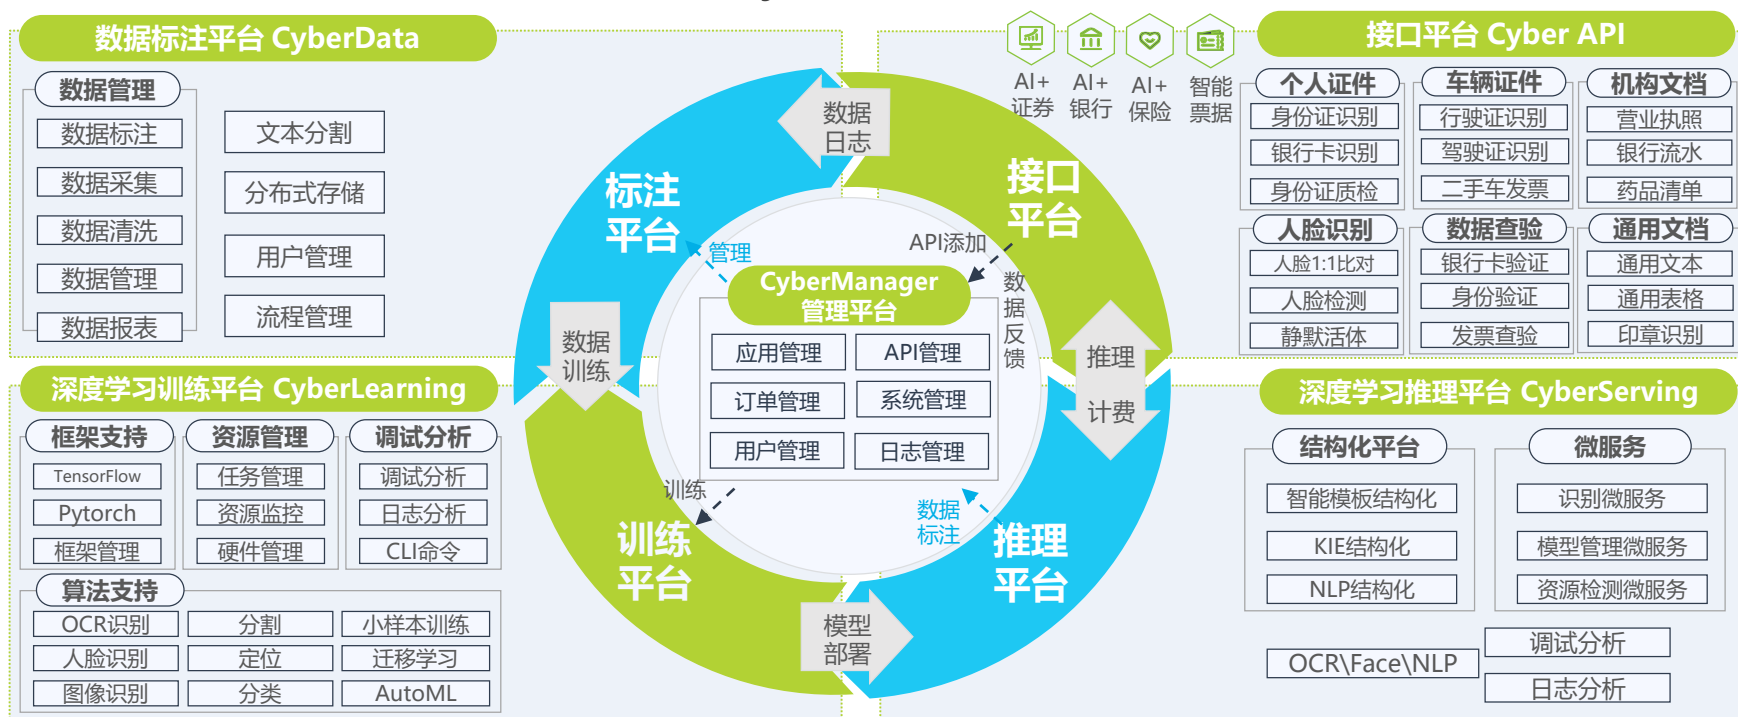 数据标注平台 CyberData
数据管理
数据标注
数据采集
数据清洗
数据管理
数据报表
文本分割
分布式存储
用户管理
流程管理
AI+
证券
AI+
银行
AI+
保险
智能
票据
接口平台 Cyber API
个人证件
身份证识别
银行卡识别
身份证质检
车辆证件
行驶证识别
驾驶证识别
二手车发票
机构文档
营业执照
银行流水
药品清单
人脸识别
人脸1:1比对
人脸检测
静默活体
数据查验
银行卡验证
身份验证
发票查验
通用文档
通用文本
通用表格
印章识别
数据
日志
标注
平台
接口
平台
管理
API添加
数
据
反
馈
CyberManager
管理平台
应用管理
API管理
订单管理
系统管理
用户管理
日志管理
数据
训练
推理
计费
训练
数据
标注
训练
平台
推理
平台
模型
部署
深度学习训练平台 CyberLearning
框架支持
TensorFlow
Pytorch
框架管理
资源管理
任务管理
资源监控
硬件管理
调试分析
调试分析
日志分析
CLI命令
算法支持
OCR识别
分割
小样本训练
人脸识别
定位
迁移学习
图像识别
分类
AutoML
深度学习推理平台 CyberServing
结构化平台
智能模板结构化
KIE结构化
NLP结构化
微服务
识别微服务
模型管理微服务
资源检测微服务
OCR\Face\NLP
调试分析
日志分析